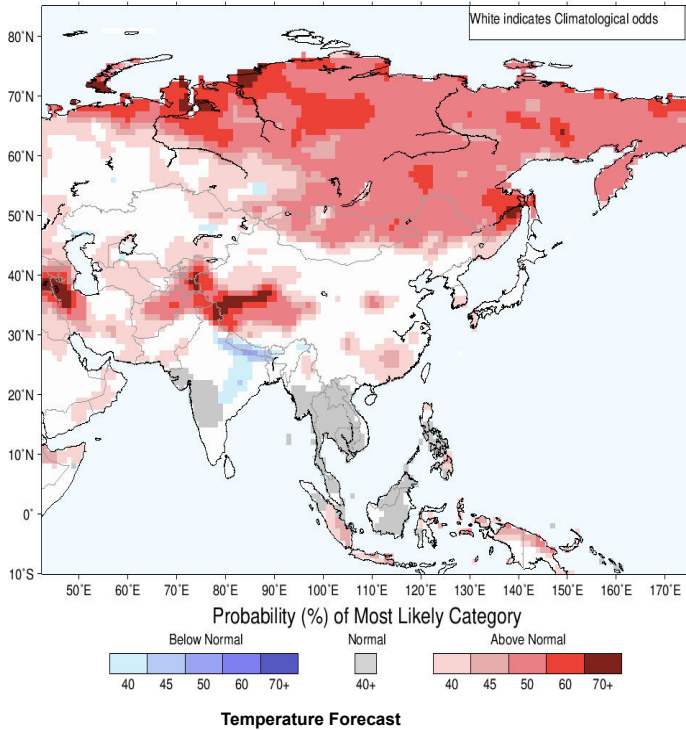 White indicates Climatological odds
80˚N
70˚N
60˚N
50˚N
40˚N
30˚N
20˚N
10˚N
0˚
10˚S
50˚E 60˚E 70˚E 80˚E 90˚E 100˚E 110˚E 120˚E 130˚E 140˚E 150˚E 160˚E 170˚E
Probability (%) of Most Likely Category
Below Normal Normal Above Normal
40 45 50 60 70+ 40+ 40 45 50 60 70+
Temperature Forecast